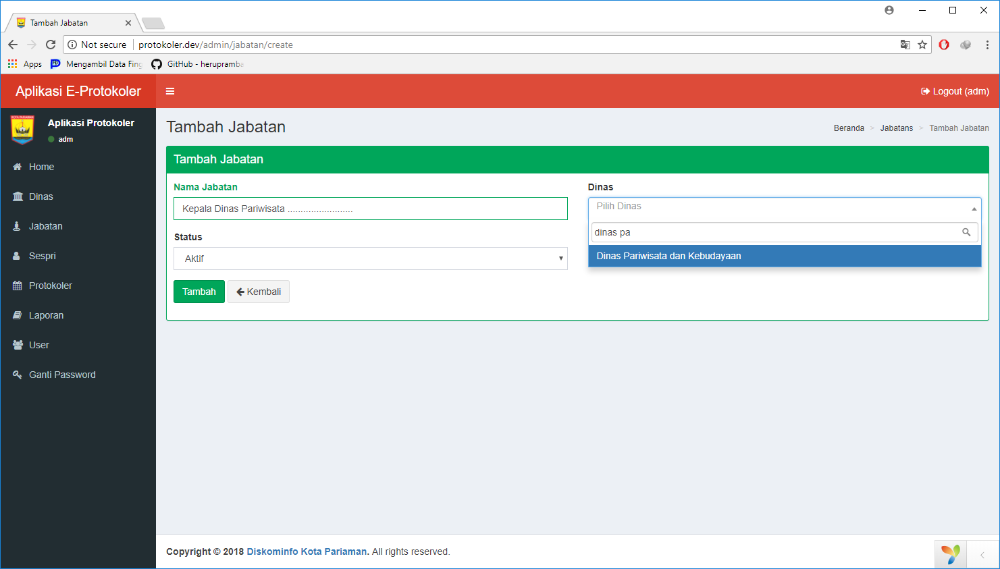 Tambah Jabatan
Not secure protokoler.dev/admin/jabatan/create
Apps Mengambil Data Fing GitHub - herupramba
Aplikasi E-Protokoler
Logout (adm)
KOTA PARIAMAN
Aplikasi Protokoler
adm
Home
Dinas
Jabatan
Sespri
Protokoler
Laporan
User
Ganti Password
Tambah Jabatan
Beranda > Jabatans > Tambah Jabatan
Tambah Jabatan
Nama Jabatan
Kepala Dinas Pariwisata .........................
Status
Aktif
Tambah Kembali
Dinas
Pilih Dinas
dinas pa
Dinas Pariwisata dan Kebudayaan
Copyright © 2018 Diskominfo Kota Pariaman. All rights reserved.